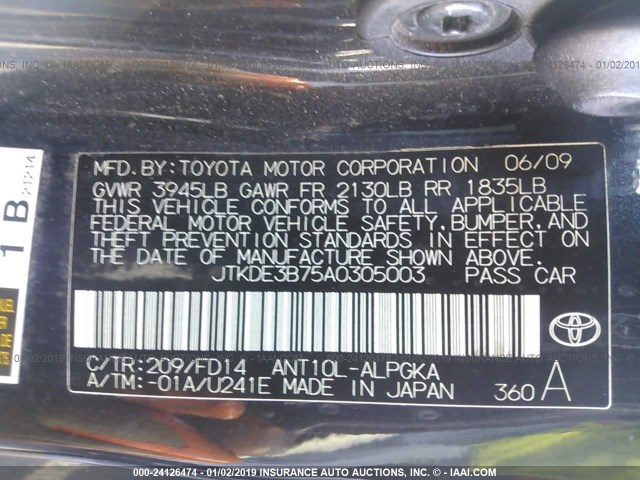 MFD.BY:TOYOTA MOTOR CORPORATION 06/09
GVWR 3945LB GAWR FR 2130LB RR 1835LB
THIS VEHICLE CONFORMS TO ALL APPLICABLE
FEDERAL MOTOR VEHICLE SAFETY,BUMPER,AND
THEFT PREVENTION STANDARDS IN EFFECT ON
THE DATE OF MANUFACTURE SHOWN ABOVE.
JTKDE3B75A0305003 PASS CAR
C/TR:209/FD14 ANT10L-ALPGKA
A/TM:-01A/U241E MADE IN JAPAN 360 A
1 B 21214
000-24126474 - 01/02/2019 INSURANCE AUTO AUCTIONS, INC. - © IAAI.COM